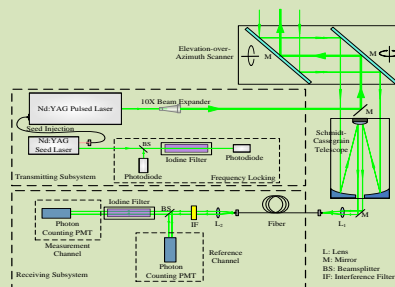 Elevation-over-
Azimuth Scanner
M
M
Nd:YAG Pulsed Laser
10X Beam Expander
M
Seed Injection
Nd:YAG
Seed Laser
BS
Iodine Filter
Photodiode
Photodiode
Transmitting Subsystem
Frequency Locking
Schmidt-
Cassegrain
Telescope
Iodine Filter
BS
IF
L₂
Fiber
L₁
M
Photon
Counting PMT
Measurement
Channel
Reference
Channel
Photon
Counting PMT
Receiving Subsystem
L: Lens
M: Mirror
BS: Beamsplitter
IF: Interference Filter